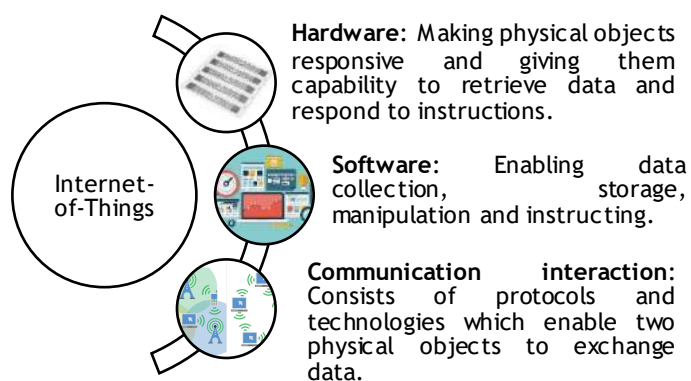 Hardware: Making physical objects
responsive and giving them
capability to retrieve data and
respond to instructions.
Internet-
of-Things
Software: Enabling data
collection, storage,
manipulation and instructing.
Communication interaction:
Consists of protocols and
technologies which enable two
physical objects to exchange
data.